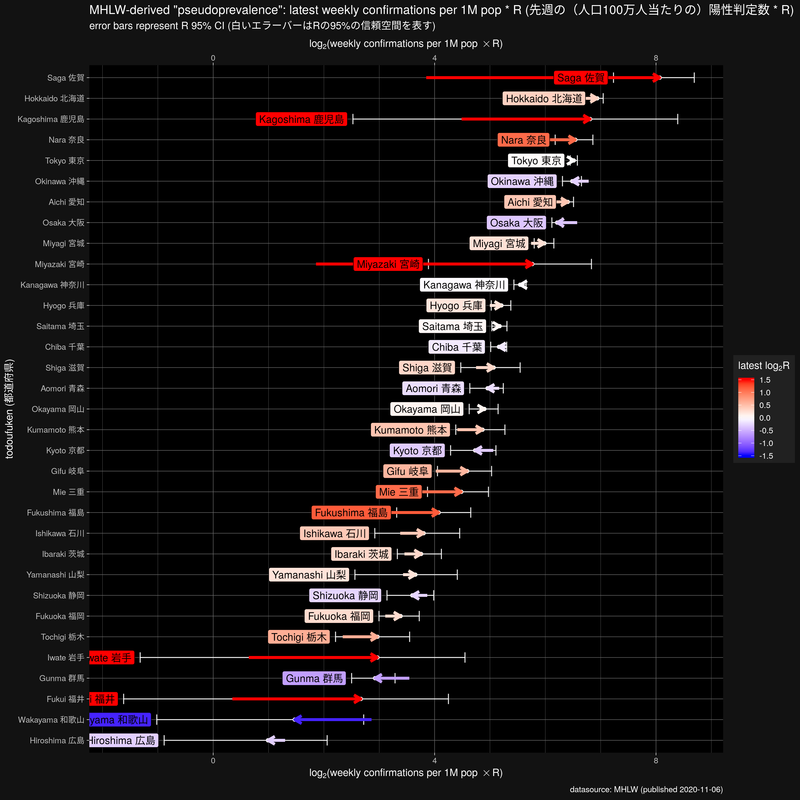 MHLW-derived "pseudoprevalence": latest weekly confirmations per 1M pop * R (先週の（人口100万人当たりの）陽性判定数 * R)
error bars represent R 95% CI (白いエラーバーはRの95%の信頼空間を表す)
log2(weekly confirmations per 1M pop × R)
0 4 8
Saga 佐賀 Saga 佐賀
Hokkaido 北海道 Hokkaido 北海道
Kagoshima 鹿児島 Kagoshima 鹿児島
Nara 奈良 Nara 奈良
Tokyo 東京 Tokyo 東京
Okinawa 沖縄 Okinawa 沖縄
Aichi 愛知 Aichi 愛知
Osaka 大阪 Osaka 大阪
Miyagi 宮城 Miyagi 宮城
Miyazaki 宮崎 Miyazaki 宮崎
Kanagawa 神奈川 Kanagawa 神奈川
Hyogo 兵庫 Hyogo 兵庫
Saitama 埼玉 Saitama 埼玉
Chiba 千葉 Chiba 千葉
Shiga 滋賀 Shiga 滋賀
Aomori 青森 Aomori 青森
Okayama 岡山 Okayama 岡山
Kumamoto 熊本 Kumamoto 熊本
Kyoto 京都 Kyoto 京都
Gifu 岐阜 Gifu 岐阜
Mie 三重 Mie 三重
Fukushima 福島 Fukushima 福島
Ishikawa 石川 Ishikawa 石川
Ibaraki 茨城 Ibaraki 茨城
Yamanashi 山梨 Yamanashi 山梨
Shizuoka 静岡 Shizuoka 静岡
Fukuoka 福岡 Fukuoka 福岡
Tochigi 栃木 Tochigi 栃木
Iwate 岩手 wate 岩手
Gunma 群馬 Gunma 群馬
Fukui 福井 i 福井
Wakayama 和歌山 yama 和歌山
Hiroshima 広島 Hiroshima 広島
0 4 8
log2(weekly confirmations per 1M pop × R)
todoufuken (都道府県)
latest log2R
1.5
1.0
0.5
0.0
-0.5
-1.0
-1.5
datasource: MHLW (published 2020-11-06)